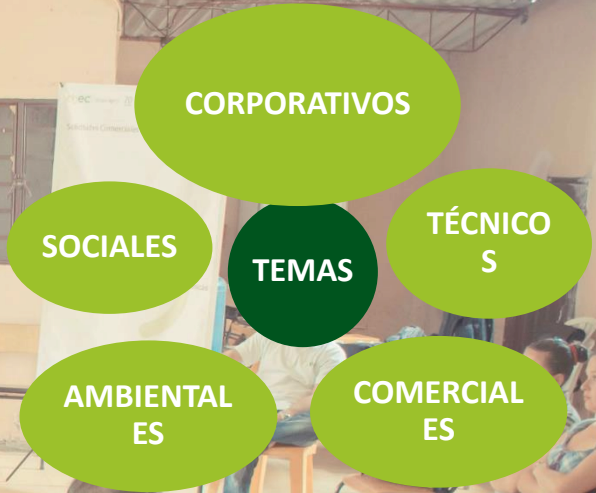 CORPORATIVOS
SOCIALES
TÉCNICO
S
TEMAS
AMBIENTAL
ES
COMERCIAL
ES